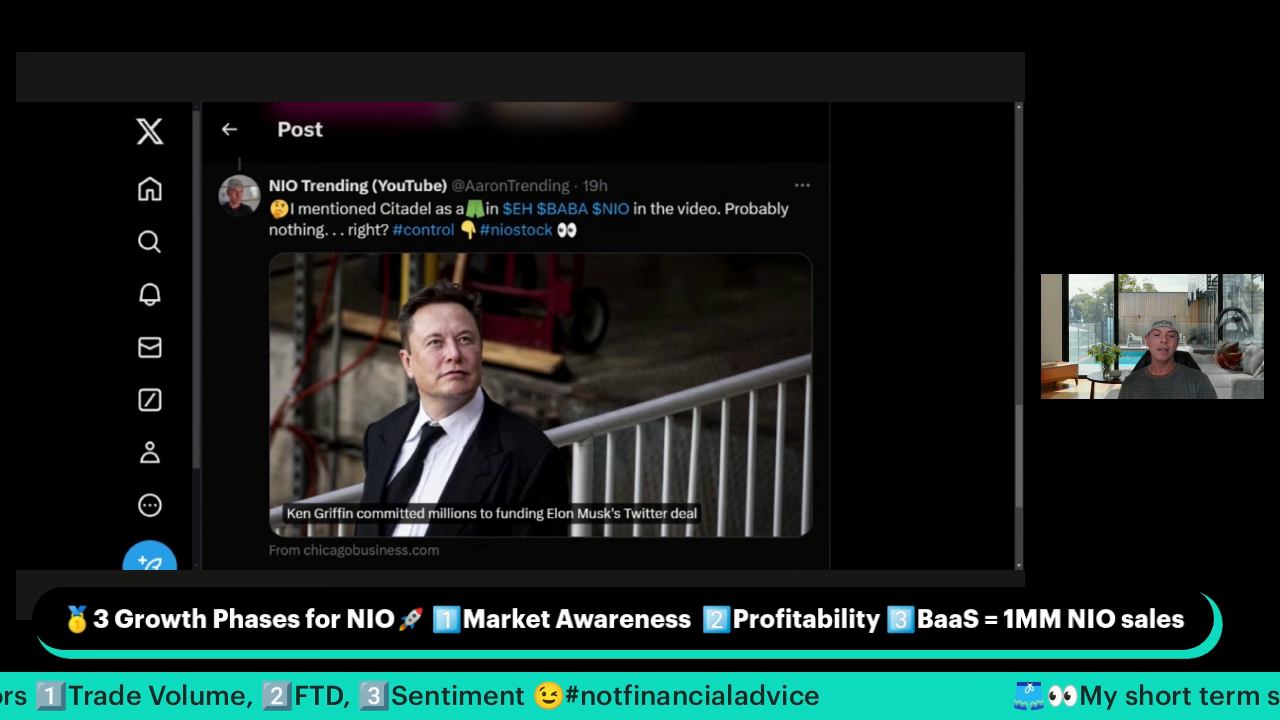 Post
NIO Trending (YouTube) @AaronTrending · 19h
🤔I mentioned Citadel as a🩳in $EH $BABA $NIO in the video. Probably
nothing. . . right? #control 👇#niostock 👀
Ken Griffin committed millions to funding Elon Musk's Twitter deal
From chicagobusiness.com
🥇3 Growth Phases for NIO🚀 1️⃣Market Awareness 2️⃣Profitability 3️⃣BaaS = 1MM NIO sales
ors 1️⃣Trade Volume, 2️⃣FTD, 3️⃣Sentiment 😉#notfinancialadvice 🩳👀My short term s